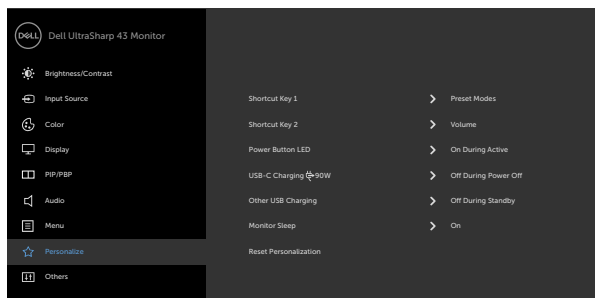 DELL Dell UltraSharp 43 Monitor
Brightness/Contrast
Input Source Shortcut Key 1 Preset Modes
Color Shortcut Key 2 Volume
Display Power Button LED On During Active
PIP/PBP USB-C Charging 90W Off During Power Off
Audio Other USB Charging Off During Standby
Menu Monitor Sleep On
Personalize Reset Personalization
Others